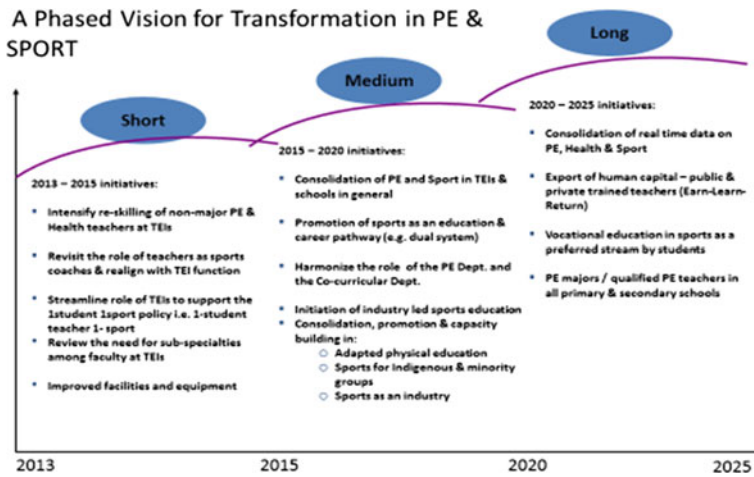 A Phased Vision for Transformation in PE &
SPORT
Short
2013 – 2015 initiatives:
Intensify re-skilling of non-major PE &
Health teachers at TEIs
Revisit the role of teachers as sports
coaches & realign with TEI function
Streamline role of TEIs to support the
1student 1sport policy i.e. 1-student
teacher 1- sport
Review the need for sub-specialties
among faculty at TEIs
Improved facilities and equipment
Medium
2015 – 2020 initiatives:
Consolidation of PE and Sport in TEIs &
schools in general
Promotion of sports as an education &
career pathway (e.g. dual system)
Harmonize the role of the PE Dept. and
the Co-curricular Dept.
Initiation of industry led sports education
Consolidation, promotion & capacity
building in:
Adapted physical education
Sports for Indigenous & minority
groups
Sports as an industry
Long
2020 – 2025 initiatives:
Consolidation of real time data on
PE, Health & Sport
Export of human capital – public &
private trained teachers (Earn-Learn-
Return)
Vocational education in sports as a
preferred stream by students
PE majors / qualified PE teachers in
all primary & secondary schools
2013
2015
2020
2025